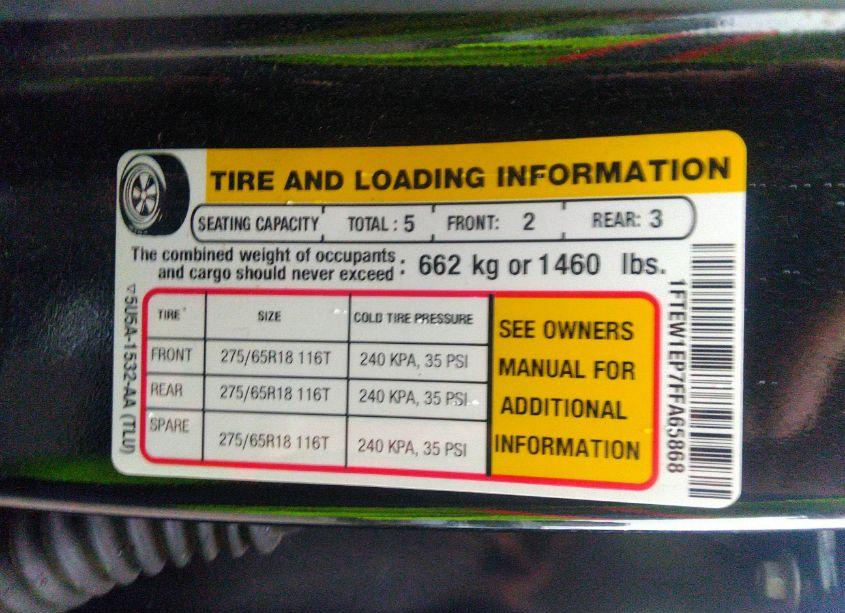 TIRE AND LOADING INFORMATION
SEATING CAPACITY TOTAL : 5 FRONT: 2 REAR: 3
The combined weight of occupants
and cargo should never exceed : 662 kg or 1460 lbs.
TIRE SIZE COLD TIRE PRESSURE
FRONT 275/65R18 116T 240 KPA, 35 PSI
REAR 275/65R18 116T 240 KPA, 35 PSI
SPARE 275/65R18 116T 240 KPA, 35 PSI
SEE OWNERS
MANUAL FOR
ADDITIONAL
INFORMATION
1FTEW1EP7FFA65868
▽5U5A-1532-AA (TLU)